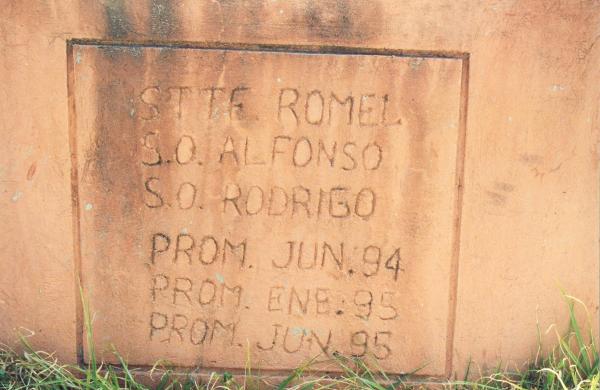 STTE. ROMEL
S.O. ALFONSO
S.O. RODRIGO
PROM. JUN. 94
PROM. ENE. 95
PROM. JUN. 95